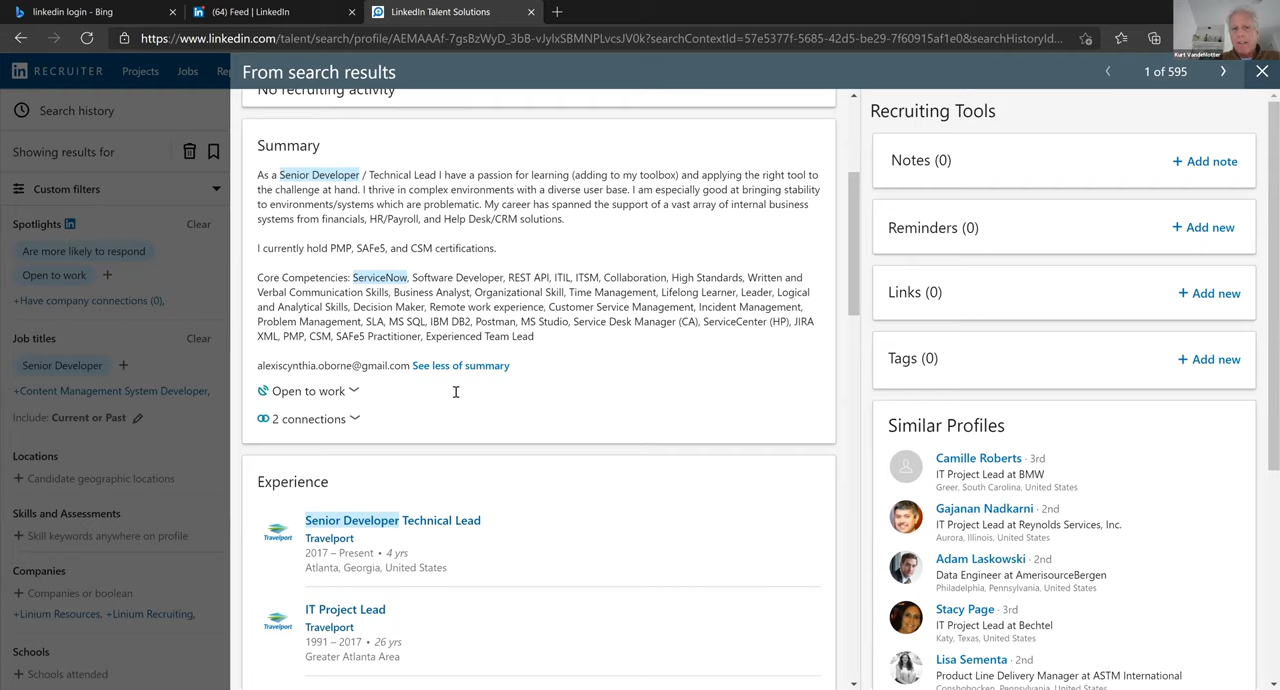 linkedin login - Bing
(64) Feed | LinkedIn
LinkedIn Talent Solutions
https://www.linkedin.com/talent/search/profile/AEMAAAf-7gsBzWyD_3bB-vJylxSBMNPLvcsJV0k?searchContextId=57e5377f-5685-42d5-be29-7f60915af1e0&searchHistoryId...
Kurt VandeMotter
in RECRUITER
Projects
Jobs
Rep
From search results
1 of 595
Search history
Showing results for
Custom filters
Spotlights in
Clear
Are more likely to respond
Open to work
+Have company connections (0),
Job titles
Clear
Senior Developer
+Content Management System Developer,
Include: Current or Past
Locations
+ Candidate geographic locations
Skills and Assessments
+ Skill keywords anywhere on profile
Companies
+ Companies or boolean
+Linium Resources, +Linium Recruiting,
Schools
+ Schools attended
No recruiting activity
Summary
As a Senior Developer / Technical Lead I have a passion for learning (adding to my toolbox) and applying the right tool to
the challenge at hand. I thrive in complex environments with a diverse user base. I am especially good at bringing stability
to environments/systems which are problematic. My career has spanned the support of a vast array of internal business
systems from financials, HR/Payroll, and Help Desk/CRM solutions.
I currently hold PMP, SAFe5, and CSM certifications.
Core Competencies: ServiceNow, Software Developer, REST API, ITIL, ITSM, Collaboration, High Standards, Written and
Verbal Communication Skills, Business Analyst, Organizational Skill, Time Management, Lifelong Learner, Leader, Logical
and Analytical Skills, Decision Maker, Remote work experience, Customer Service Management, Incident Management,
Problem Management, SLA, MS SQL, IBM DB2, Postman, MS Studio, Service Desk Manager (CA), ServiceCenter (HP), JIRA
XML, PMP, CSM, SAFe5 Practitioner, Experienced Team Lead
alexiscynthia.oborne@gmail.com See less of summary
Open to work
2 connections
Experience
Senior Developer Technical Lead
Travelport
Travelport
2017 – Present • 4 yrs
Atlanta, Georgia, United States
IT Project Lead
Travelport
Travelport
1991 – 2017 • 26 yrs
Greater Atlanta Area
Recruiting Tools
Notes (0)
+ Add note
Reminders (0)
+ Add new
Links (0)
+ Add new
Tags (0)
+ Add new
Similar Profiles
Camille Roberts · 3rd
IT Project Lead at BMW
Greer, South Carolina, United States
Gajanan Nadkarni · 2nd
IT Project Lead at Reynolds Services, Inc.
Aurora, Illinois, United States
Adam Laskowski · 2nd
Data Engineer at AmerisourceBergen
Philadelphia, Pennsylvania, United States
Stacy Page · 3rd
IT Project Lead at Bechtel
Katy, Texas, United States
Lisa Sementa · 2nd
Product Line Delivery Manager at ASTM International
Conshohocken, Pennsylvania, United States